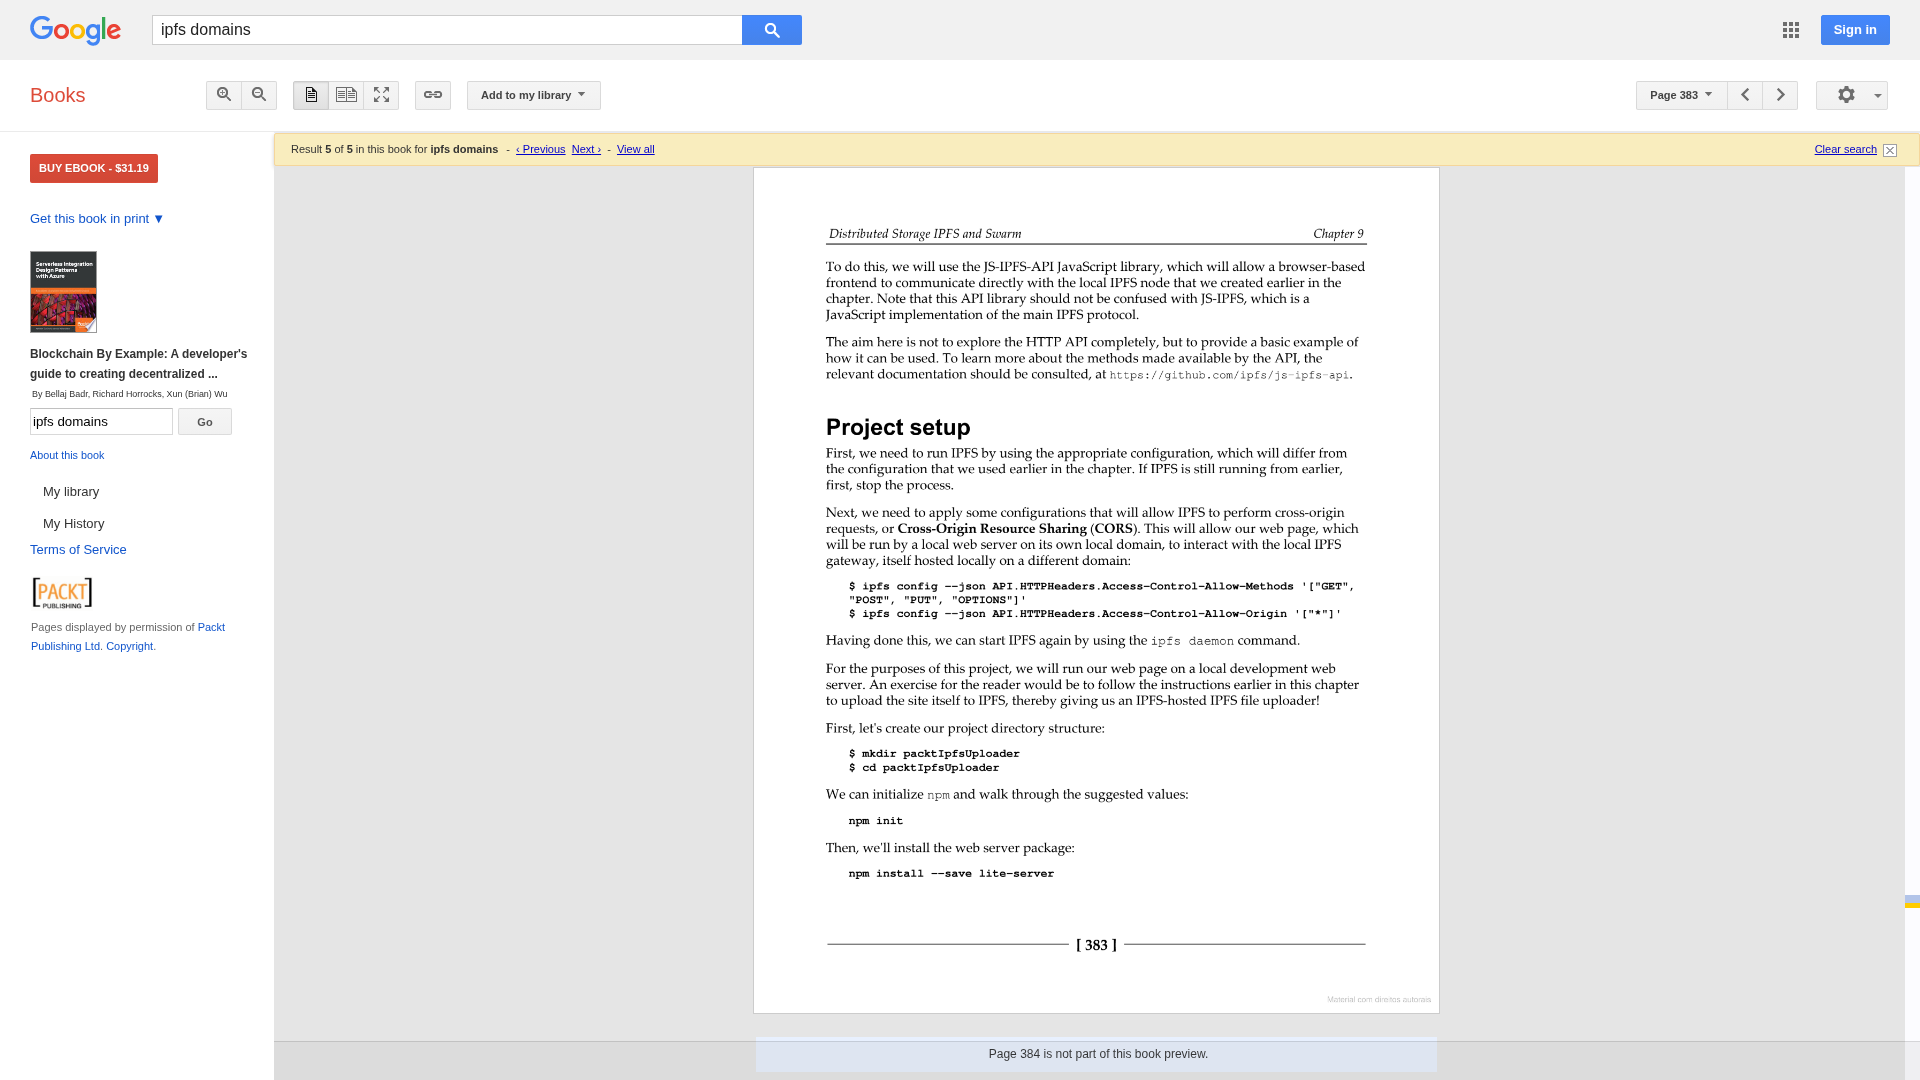 Google
ipfs domains
Sign in
Books
Add to my library
Page 383
BUY EBOOK - $31.19
Result 5 of 5 in this book for ipfs domains - ‹ Previous Next › - View all
Clear search
Get this book in print ▼
Serverless Integration
Design Patterns
with Azure
Blockchain By Example: A developer's
guide to creating decentralized ...
By Bellaj Badr, Richard Horrocks, Xun (Brian) Wu
ipfs domains
Go
About this book
My library
My History
Terms of Service
[PACKT]
PUBLISHING
Pages displayed by permission of Packt
Publishing Ltd. Copyright.
Distributed Storage IPFS and Swarm
Chapter 9
To do this, we will use the JS-IPFS-API JavaScript library, which will allow a browser-based
frontend to communicate directly with the local IPFS node that we created earlier in the
chapter. Note that this API library should not be confused with JS-IPFS, which is a
JavaScript implementation of the main IPFS protocol.
The aim here is not to explore the HTTP API completely, but to provide a basic example of
how it can be used. To learn more about the methods made available by the API, the
relevant documentation should be consulted, at https://github.com/ipfs/js-ipfs-api.
Project setup
First, we need to run IPFS by using the appropriate configuration, which will differ from
the configuration that we used earlier in the chapter. If IPFS is still running from earlier,
first, stop the process.
Next, we need to apply some configurations that will allow IPFS to perform cross-origin
requests, or Cross-Origin Resource Sharing (CORS). This will allow our web page, which
will be run by a local web server on its own local domain, to interact with the local IPFS
gateway, itself hosted locally on a different domain:
$ ipfs config --json API.HTTPHeaders.Access-Control-Allow-Methods '["GET",
"POST", "PUT", "OPTIONS"]'
$ ipfs config --json API.HTTPHeaders.Access-Control-Allow-Origin '["*"]'
Having done this, we can start IPFS again by using the ipfs daemon command.
For the purposes of this project, we will run our web page on a local development web
server. An exercise for the reader would be to follow the instructions earlier in this chapter
to upload the site itself to IPFS, thereby giving us an IPFS-hosted IPFS file uploader!
First, let's create our project directory structure:
$ mkdir packtIpfsUploader
$ cd packtIpfsUploader
We can initialize npm and walk through the suggested values:
npm init
Then, we'll install the web server package:
npm install --save lite-server
[ 383 ]
Material com direitos autorais
Page 384 is not part of this book preview.